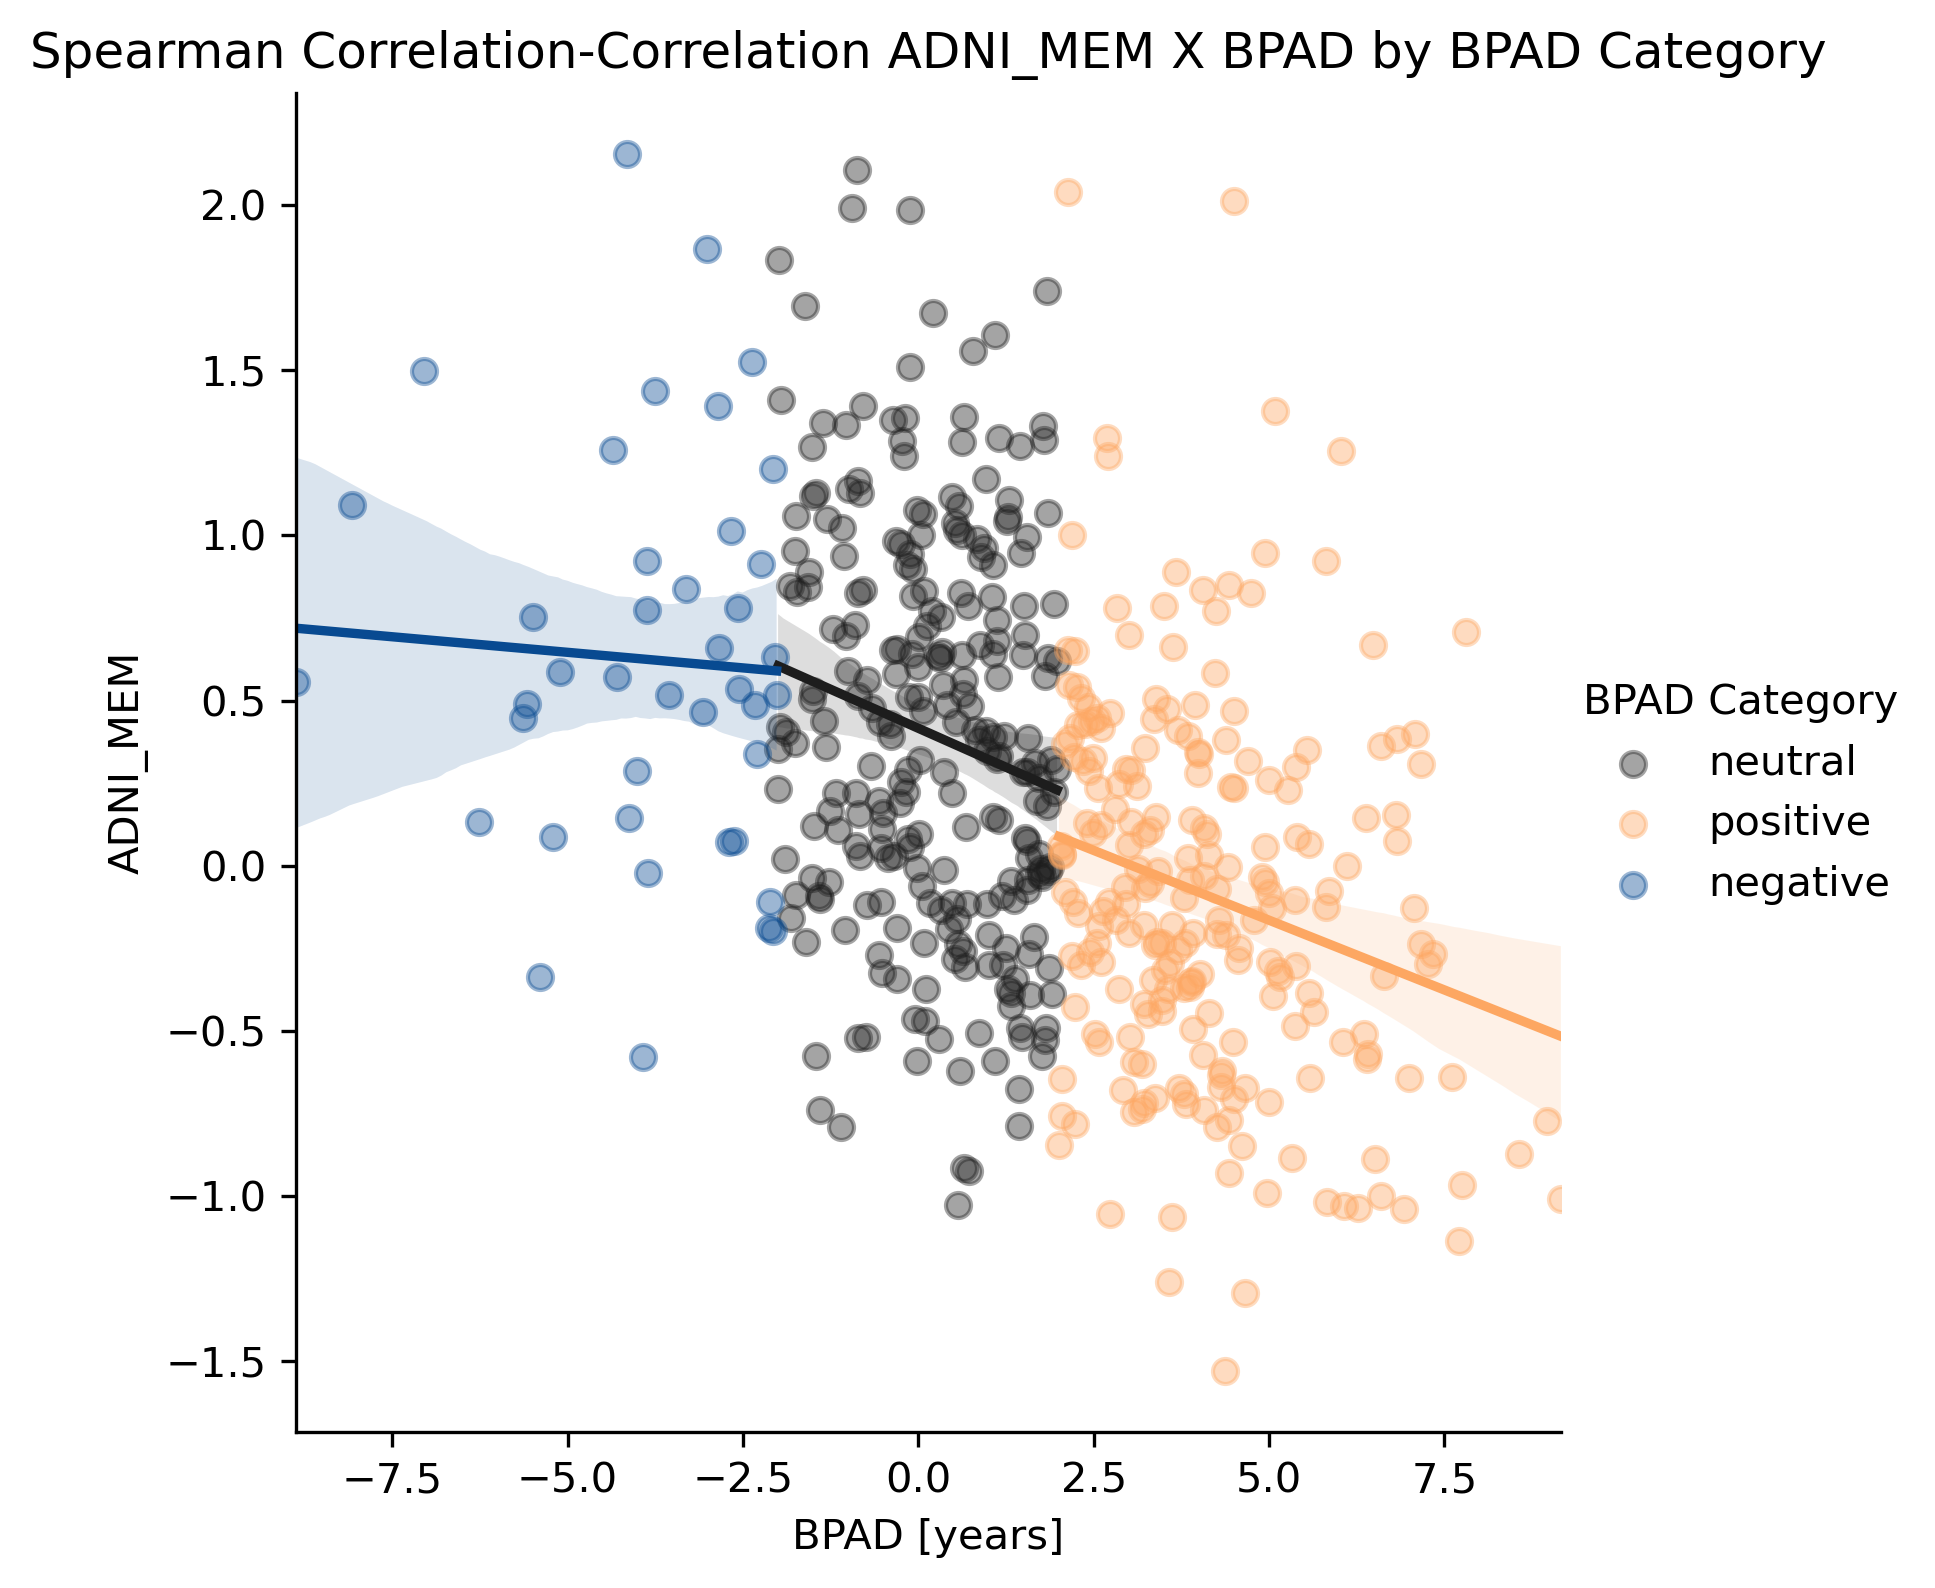 Spearman Correlation-Correlation ADNI_MEM X BPAD by BPAD Category
2.0
1.5
1.0
0.5
0.0
−0.5
−1.0
−1.5
ADNI_MEM
−7.5
−5.0
−2.5
0.0
2.5
5.0
7.5
BPAD [years]
BPAD Category
neutral
positive
negative